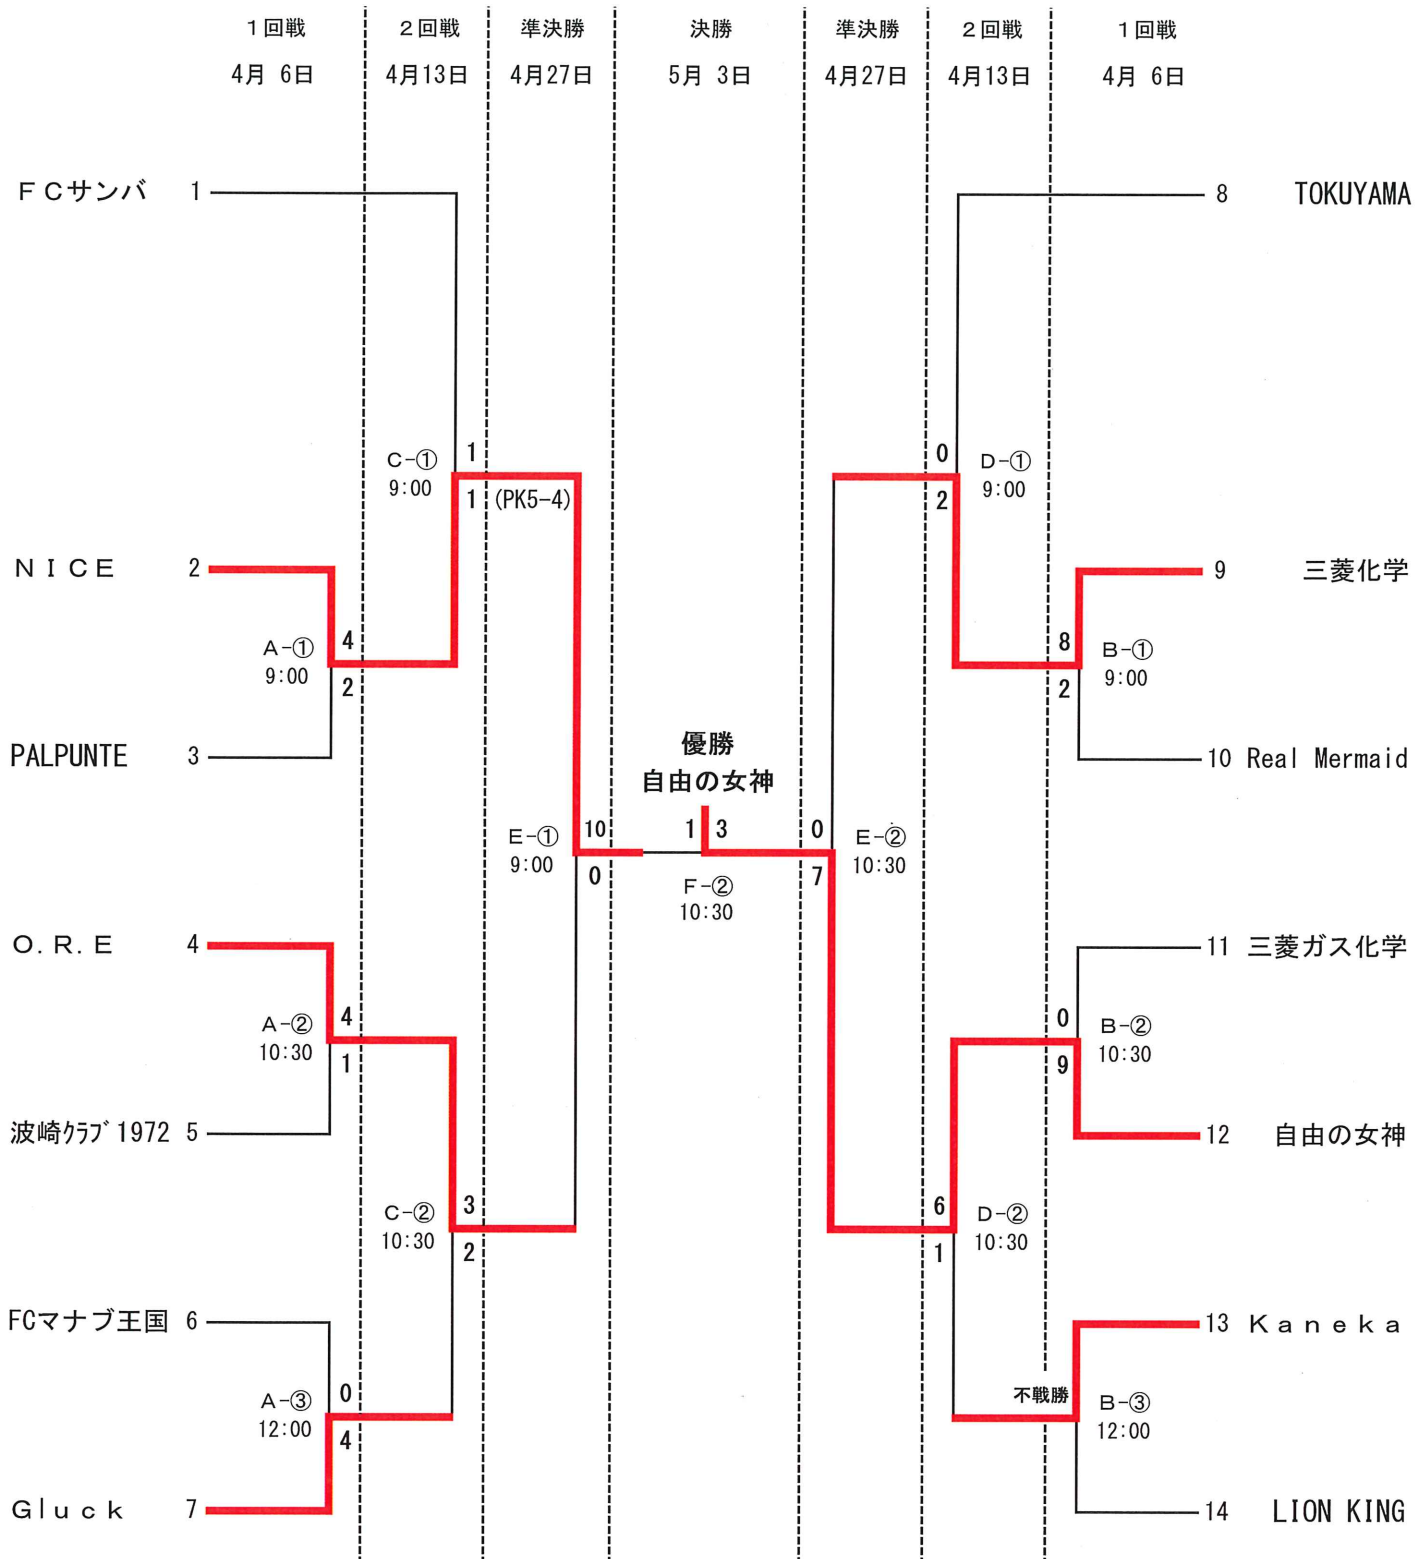 1回戦 2回戦 準決勝 決勝 準決勝 2回戦 1回戦
4月 6日 4月13日 4月27日 5月 3日 4月27日 4月13日 4月 6日
FCサンバ 1
8 TOKUYAMA
C-① 1
9:00 1 (PK5-4)
0 D-①
2 9:00
NICE 2
9 三菱化学
A-① 4
9:00 2
8 B-①
2 9:00
PALPUNTE 3
10 Real Mermaid
優勝
自由の女神
E-① 10
9:00 0
1 3
F-②
10:30
0 E-②
7 10:30
O.R.E 4
11 三菱ガス化学
A-② 4
10:30 1
0 B-②
9 10:30
波崎ｸﾗﾌﾞ1972 5
12 自由の女神
C-② 3
10:30 2
6 D-②
1 10:30
FCマナブ王国 6
13 Kaneka
A-③ 0
12:00 4
不戦勝 B-③
12:00
Gluck 7
14 LION KING